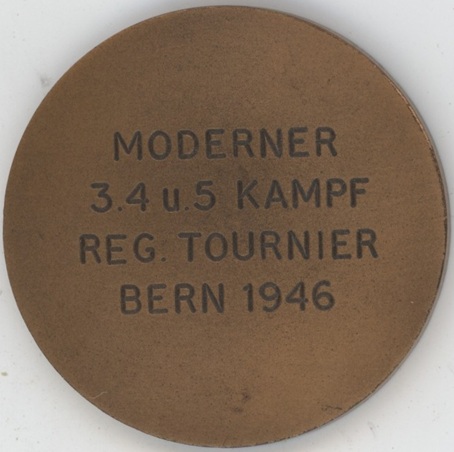 MODERNER
3.4 u.5 KAMPF
REG. TOURNIER
BERN 1946